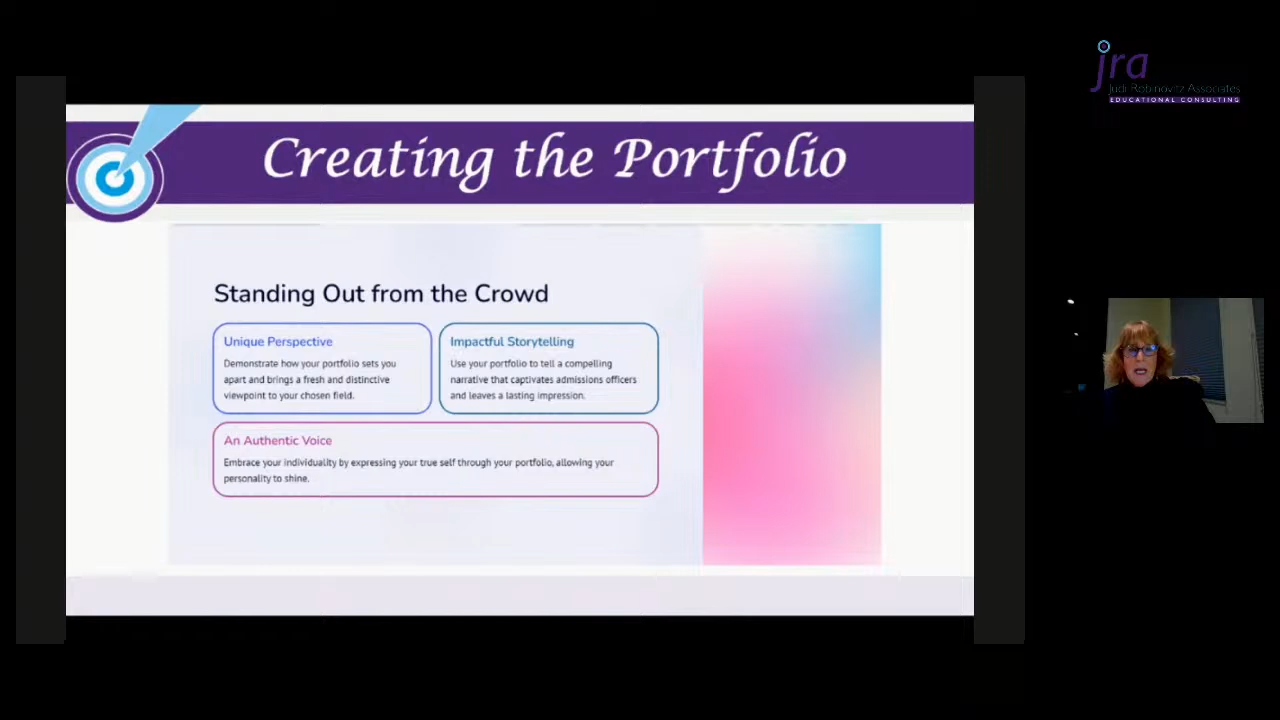 jra
Judi Robinovitz Associates
EDUCATIONAL CONSULTING
Creating the Portfolio
Standing Out from the Crowd
Unique Perspective
Demonstrate how your portfolio sets you
apart and brings a fresh and distinctive
viewpoint to your chosen field.
Impactful Storytelling
Use your portfolio to tell a compelling
narrative that captivates admissions officers
and leaves a lasting impression.
An Authentic Voice
Embrace your individuality by expressing your true self through your portfolio, allowing your
personality to shine.